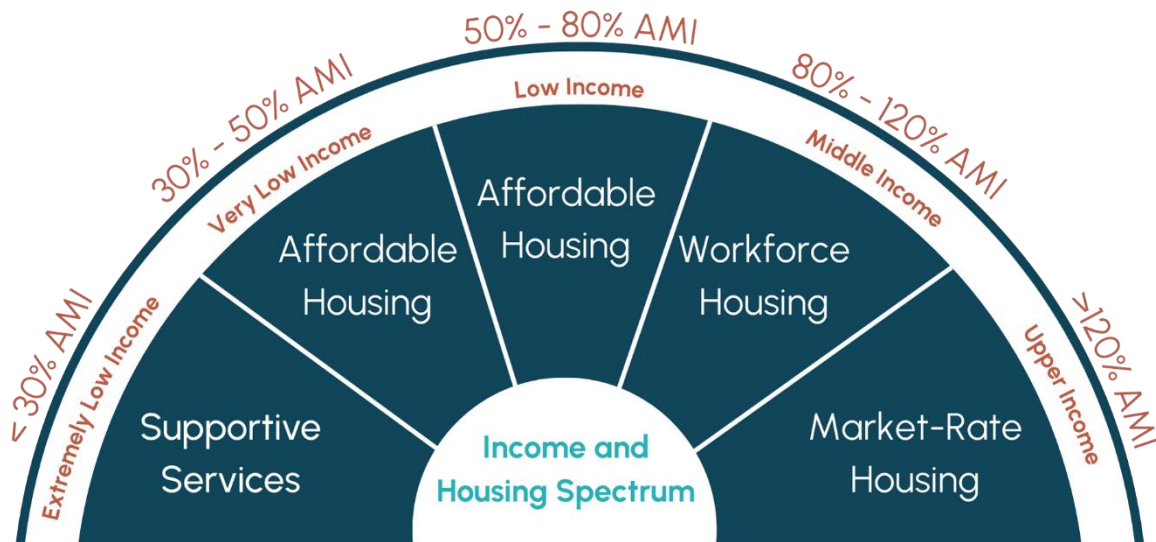 < 30% AMI
Extremely Low Income
Supportive
Services
30% - 50% AMI
Very Low Income
Affordable
Housing
50% - 80% AMI
Low Income
Affordable
Housing
80% - 120% AMI
Middle Income
Workforce
Housing
>120% AMI
Upper Income
Market-Rate
Housing
Income and
Housing Spectrum